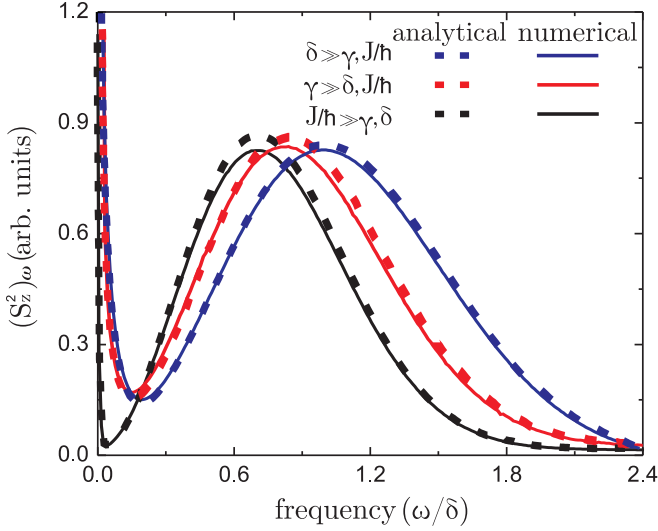 1.2
0.9
0.6
0.3
0.0
(S²z)ω (arb. units)
analytical numerical
δ≫γ,J/ħ
γ≫δ,J/ħ
J/ħ≫γ,δ
0.0 0.6 1.2 1.8 2.4
frequency (ω/δ)